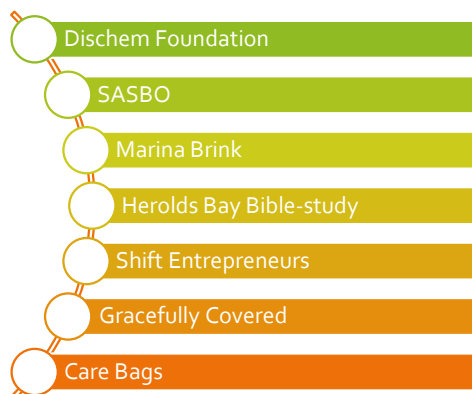 Dischem Foundation
SASBO
Marina Brink
Herolds Bay Bible-study
Shift Entrepreneurs
Gracefully Covered
Care Bags